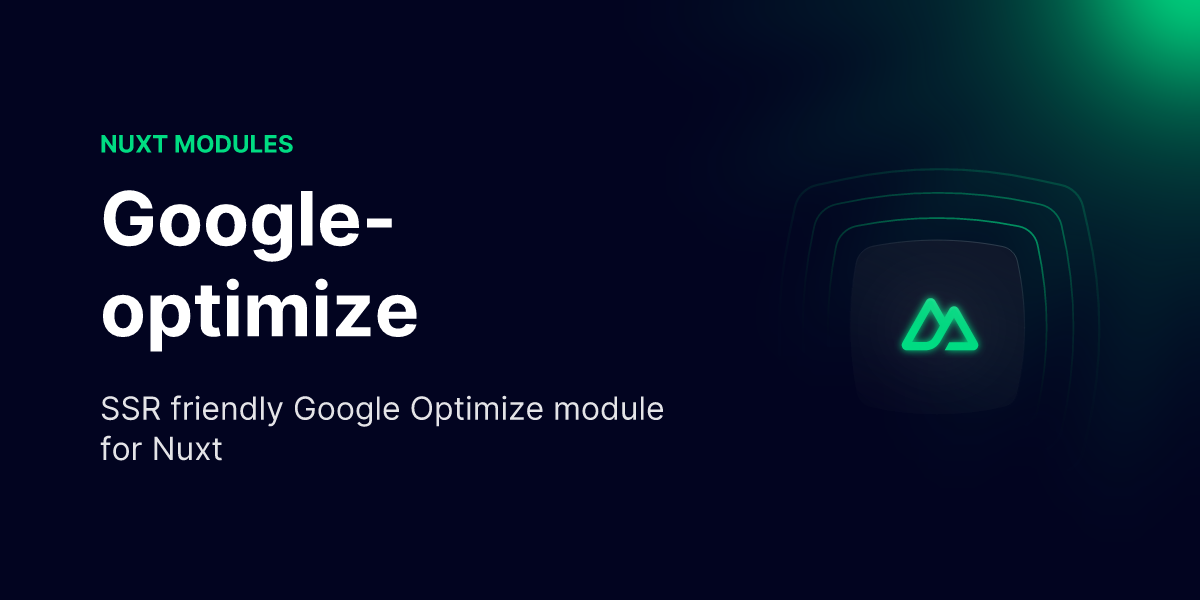 NUXT MODULES
Google-
optimize
SSR friendly Google Optimize module
for Nuxt